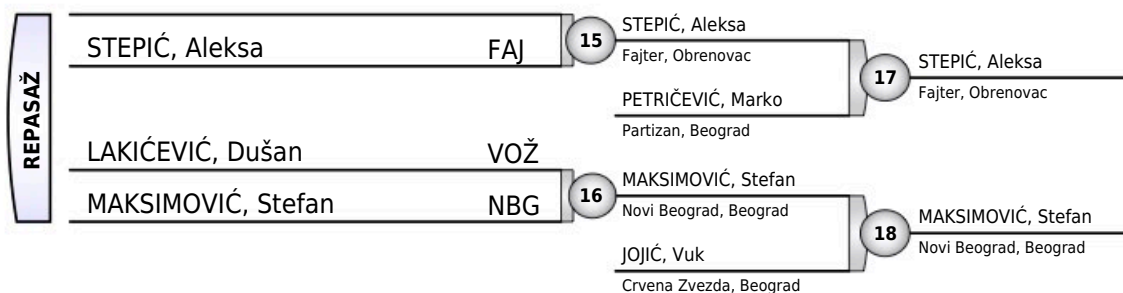 REPASAŽ
STEPIĆ, Aleksa FAJ
LAKIĆEVIĆ, Dušan VOŽ
MAKSIMOVIĆ, Stefan NBG
15
STEPIĆ, Aleksa
Fajter, Obrenovac
PETRIČEVIĆ, Marko
Partizan, Beograd
16
MAKSIMOVIĆ, Stefan
Novi Beograd, Beograd
JOJIĆ, Vuk
Crvena Zvezda, Beograd
17
STEPIĆ, Aleksa
Fajter, Obrenovac
18
MAKSIMOVIĆ, Stefan
Novi Beograd, Beograd